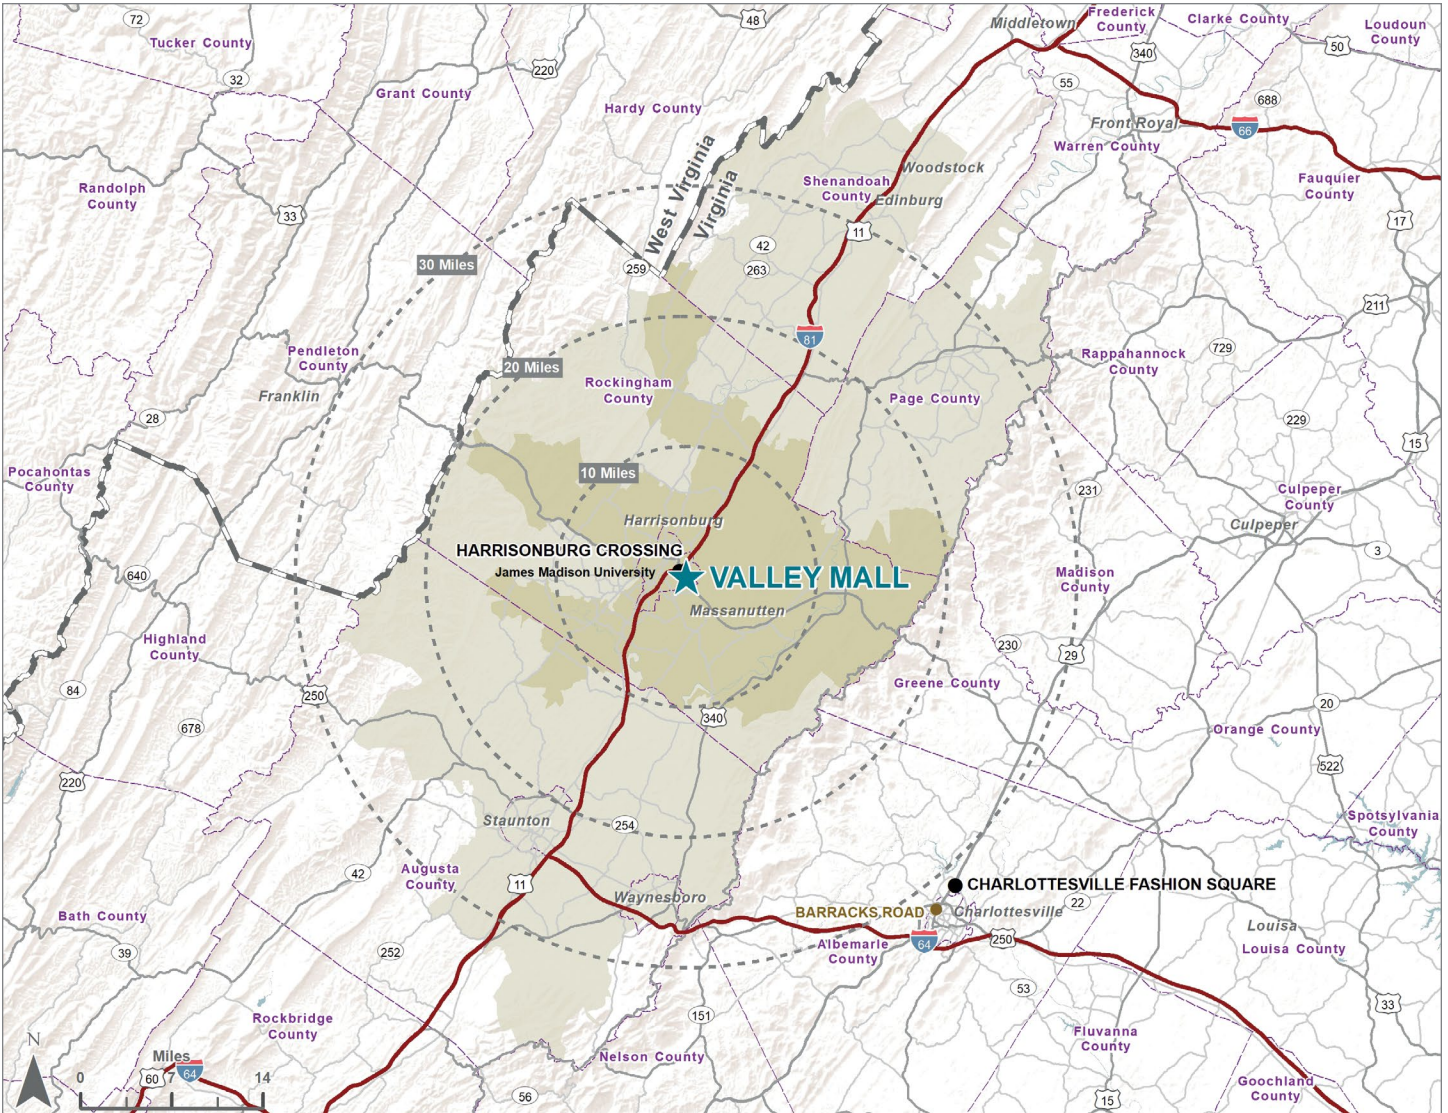 72
Tucker County
32
Grant County
220
48
Hardy County
Middletown
Frederick
County
Clarke County
Loudoun
County
340
50
55
688
Front Royal
66
Warren County
Fauquier
County
17
Randolph
County
33
West Virginia
Virginia
Woodstock
Shenandoah
County
Edinburg
11
42
263
259
30 Miles
211
81
Pendleton
County
20 Miles
Franklin
Rockingham
County
Page County
Rappahannock
County
729
28
229
15
Pocahontas
County
10 Miles
231
Culpeper
County
Culpeper
Harrisonburg
HARRISONBURG CROSSING
James Madison University
VALLEY MALL
Massanutten
3
640
Madison
County
Highland
County
230
29
84
250
Greene County
20
678
340
Orange County
220
522
Staunton
254
Spotsylvania
County
42
Augusta
County
11
Waynesboro
CHARLOTTESVILLE FASHION SQUARE
BARRACKS ROAD
Charlottesville
22
Bath County
Albemarle
County
64
250
Louisa
Louisa County
39
252
53
33
Rockbridge
County
151
Fluvanna
County
N
Miles
64
60
0
7
14
Nelson County
56
15
Goochland
County